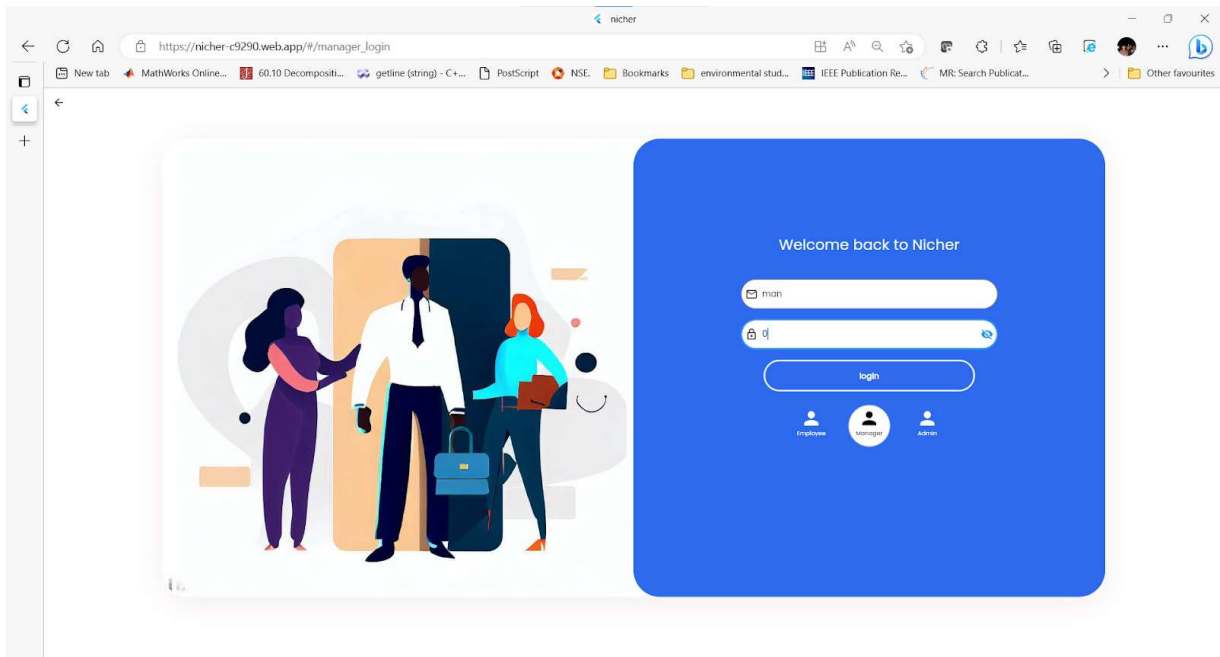 nicher
https://nicher-c9290.web.app/#/manager_login
New tab MathWorks Online... 60.10 Decompositi... getline (string) - C+... PostScript NSE. Bookmarks environmental stud... IEEE Publication Re... MR: Search Publicat... Other favourites
Welcome back to Nicher
man
0
login
Employee Manager Admin